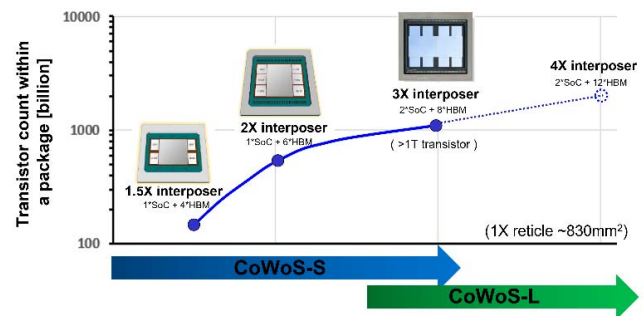 Transistor count within
a package [billion]
10000
1000
100
1.5X interposer
1*SoC + 4*HBM
2X interposer
1*SoC + 6*HBM
3X interposer
2*SoC + 8*HBM
( >1T transistor )
4X interposer
2*SoC + 12*HBM
(1X reticle ~830mm²)
CoWoS-S
CoWoS-L